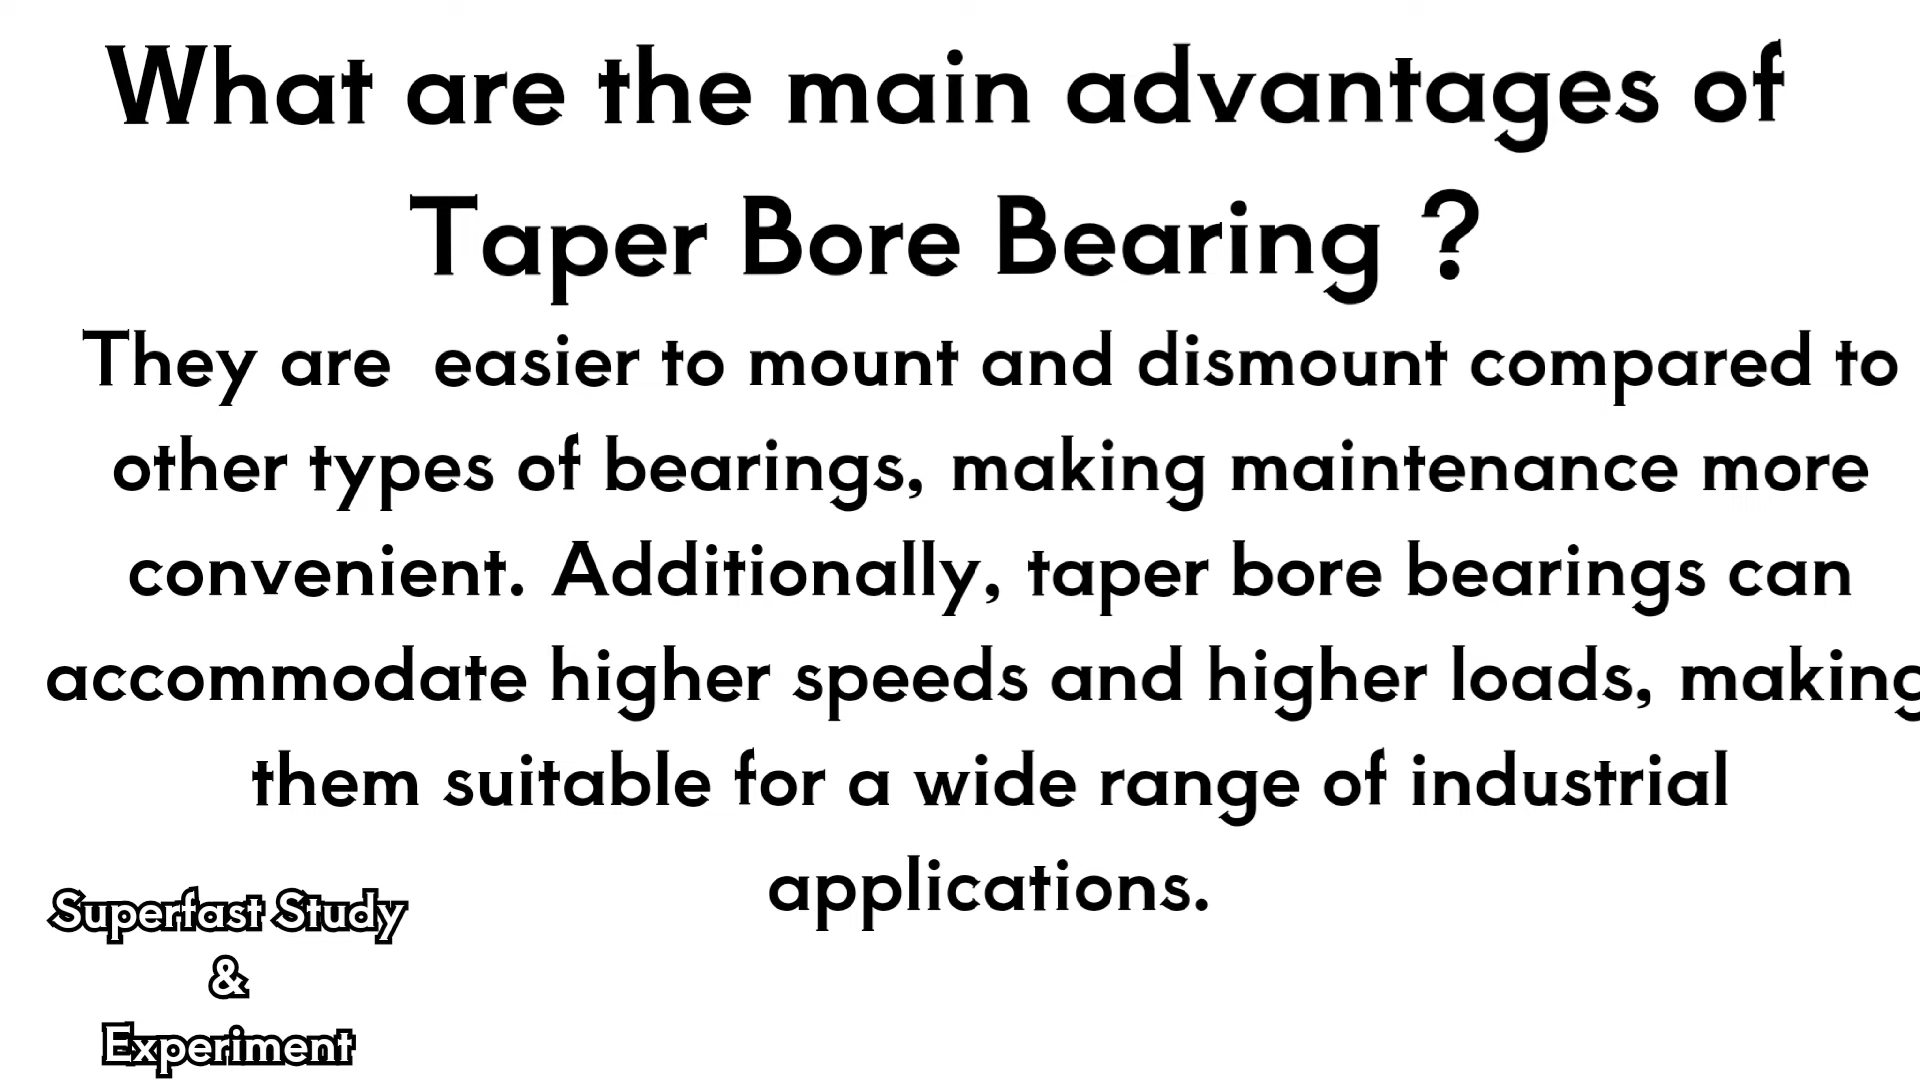 What are the main advantages of
Taper Bore Bearing ?
They are easier to mount and dismount compared to
other types of bearings, making maintenance more
convenient. Additionally, taper bore bearings can
accommodate higher speeds and higher loads, making
them suitable for a wide range of industrial
applications.
Superfast Study
&
Experiment